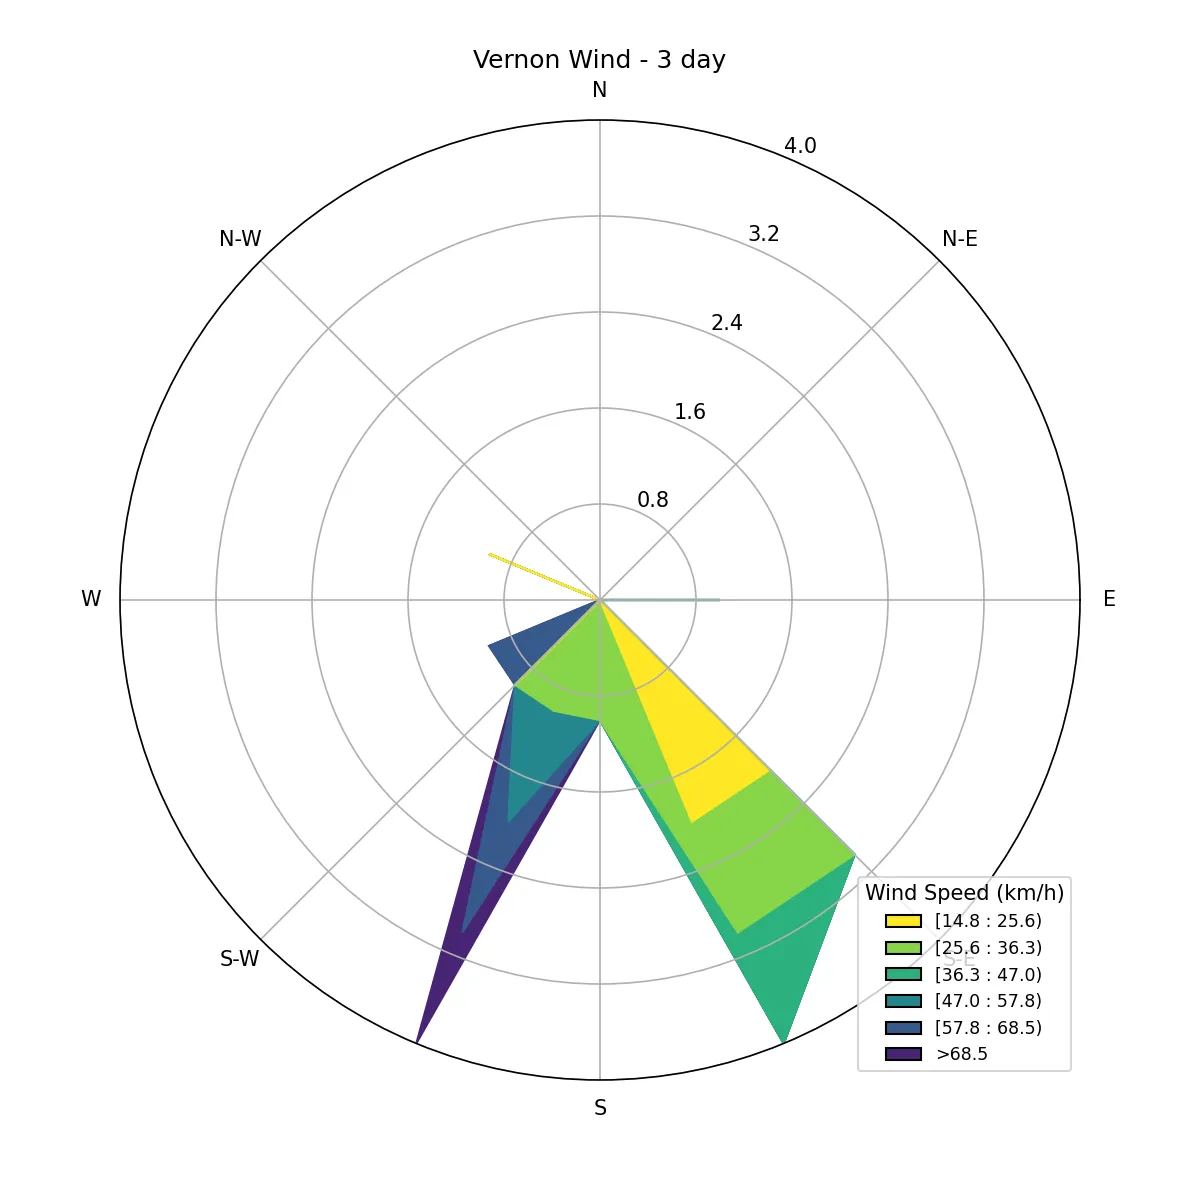 Vernon Wind - 3 day
N
4.0
N-W
N-E
3.2
2.4
1.6
0.8
W
E
Wind Speed (km/h)
[14.8 : 25.6)
[25.6 : 36.3)
S-W
S-E
[36.3 : 47.0)
[47.0 : 57.8)
[57.8 : 68.5)
>68.5
S